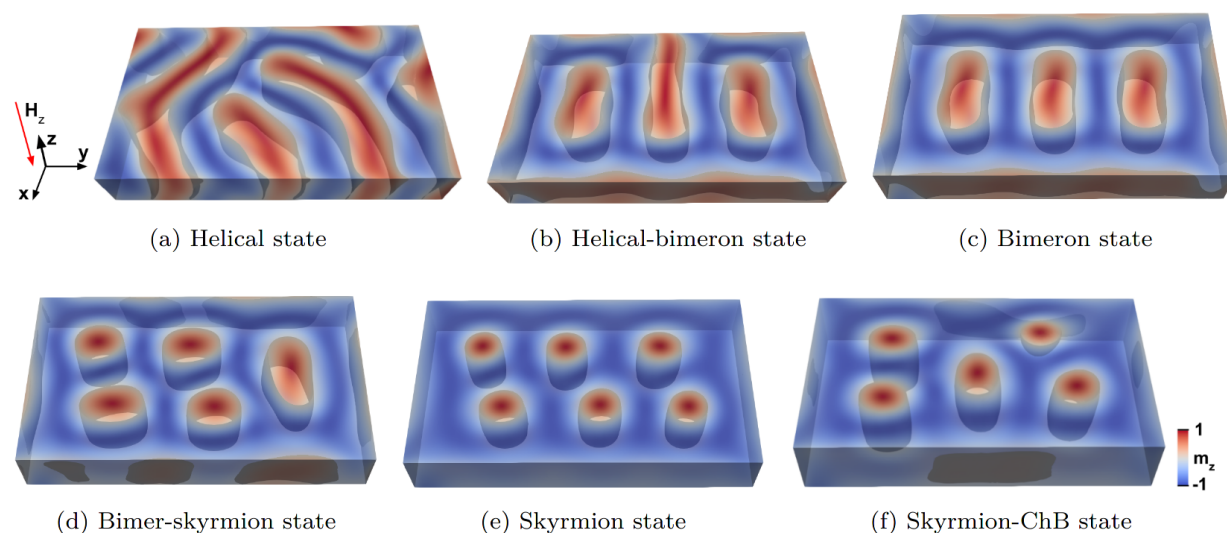 H_z
z
y
x
(a) Helical state
(b) Helical-bimeron state
(c) Bimeron state
(d) Bimer-skyrmion state
(e) Skyrmion state
(f) Skyrmion-ChB state
1
m_z
-1